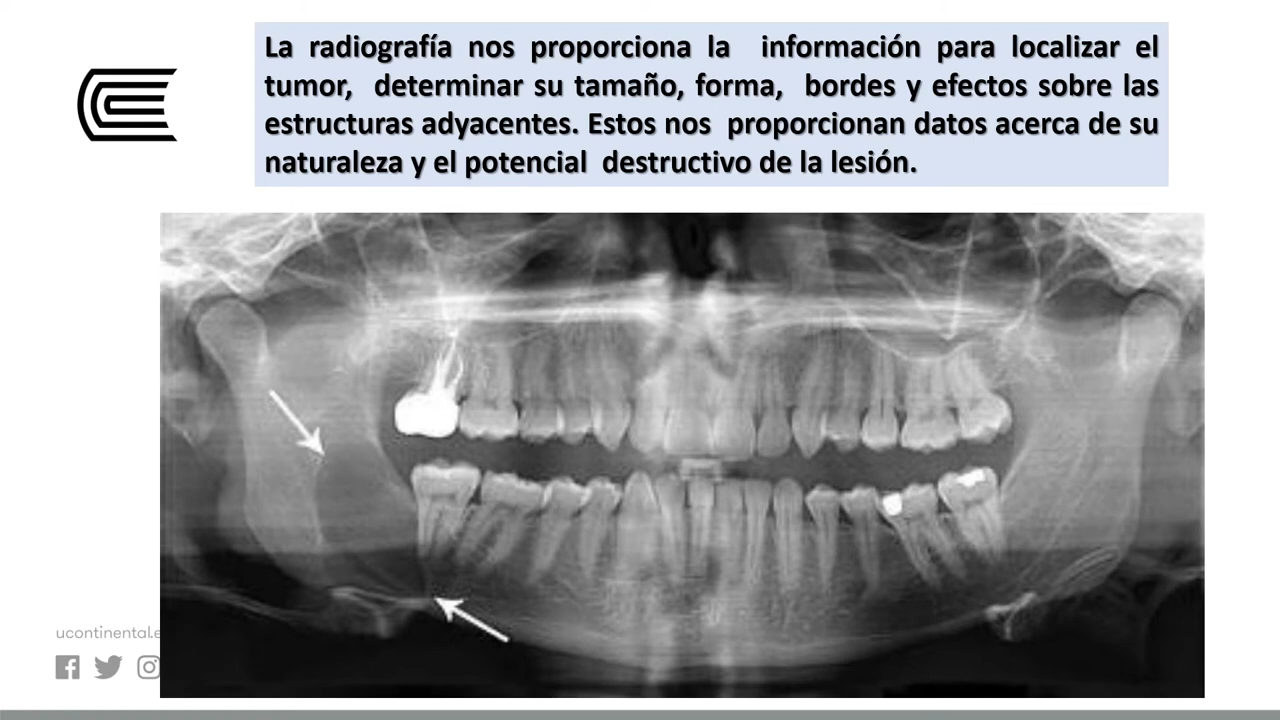 La radiografía nos proporciona la información para localizar el
tumor, determinar su tamaño, forma, bordes y efectos sobre las
estructuras adyacentes. Estos nos proporcionan datos acerca de su
naturaleza y el potencial destructivo de la lesión.
ucontinental.e